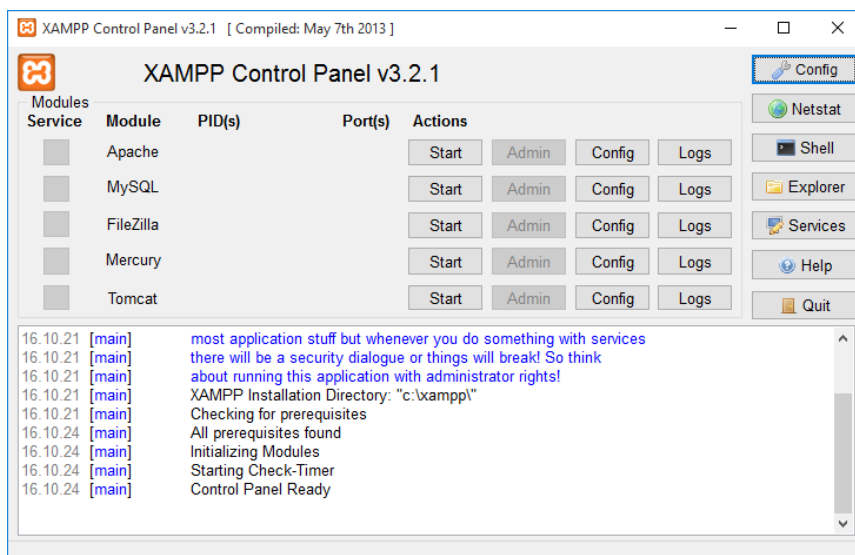 XAMPP Control Panel v3.2.1 [ Compiled: May 7th 2013 ]
XAMPP Control Panel v3.2.1
Config
Modules
Netstat
Service Module PID(s) Port(s) Actions
Apache Start Admin Config Logs
Shell
MySQL Start Admin Config Logs
Explorer
FileZilla Start Admin Config Logs
Services
Mercury Start Admin Config Logs
Help
Tomcat Start Admin Config Logs
Quit
16.10.21 [main] most application stuff but whenever you do something with services
16.10.21 [main] there will be a security dialogue or things will break! So think
16.10.21 [main] about running this application with administrator rights!
16.10.21 [main] XAMPP Installation Directory: "c:\xampp\"
16.10.21 [main] Checking for prerequisites
16.10.24 [main] All prerequisites found
16.10.24 [main] Initializing Modules
16.10.24 [main] Starting Check-Timer
16.10.24 [main] Control Panel Ready